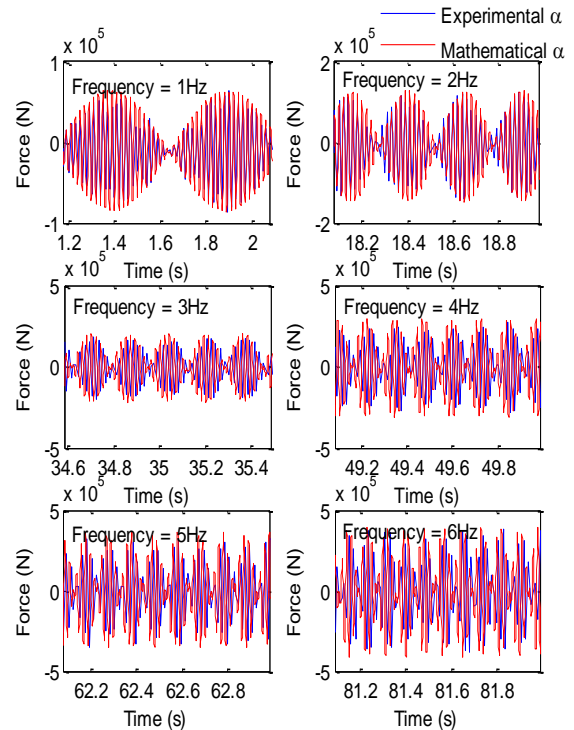 Experimental α
Mathematical α
x 10^5
Frequency = 1Hz
Force (N)
1
0
-1
1.2 1.4 1.6 1.8 2
Time (s)
x 10^5
Frequency = 2Hz
Force (N)
2
0
-2
18.2 18.4 18.6 18.8
Time (s)
x 10^5
Frequency = 3Hz
Force (N)
5
0
-5
34.6 34.8 35 35.2 35.4
Time (s)
x 10^5
Frequency = 4Hz
Force (N)
5
0
-5
49.2 49.4 49.6 49.8
Time (s)
x 10^5
Frequency = 5Hz
Force (N)
5
0
-5
62.2 62.4 62.6 62.8
Time (s)
x 10^5
Frequency = 6Hz
Force (N)
5
0
-5
81.2 81.4 81.6 81.8
Time (s)